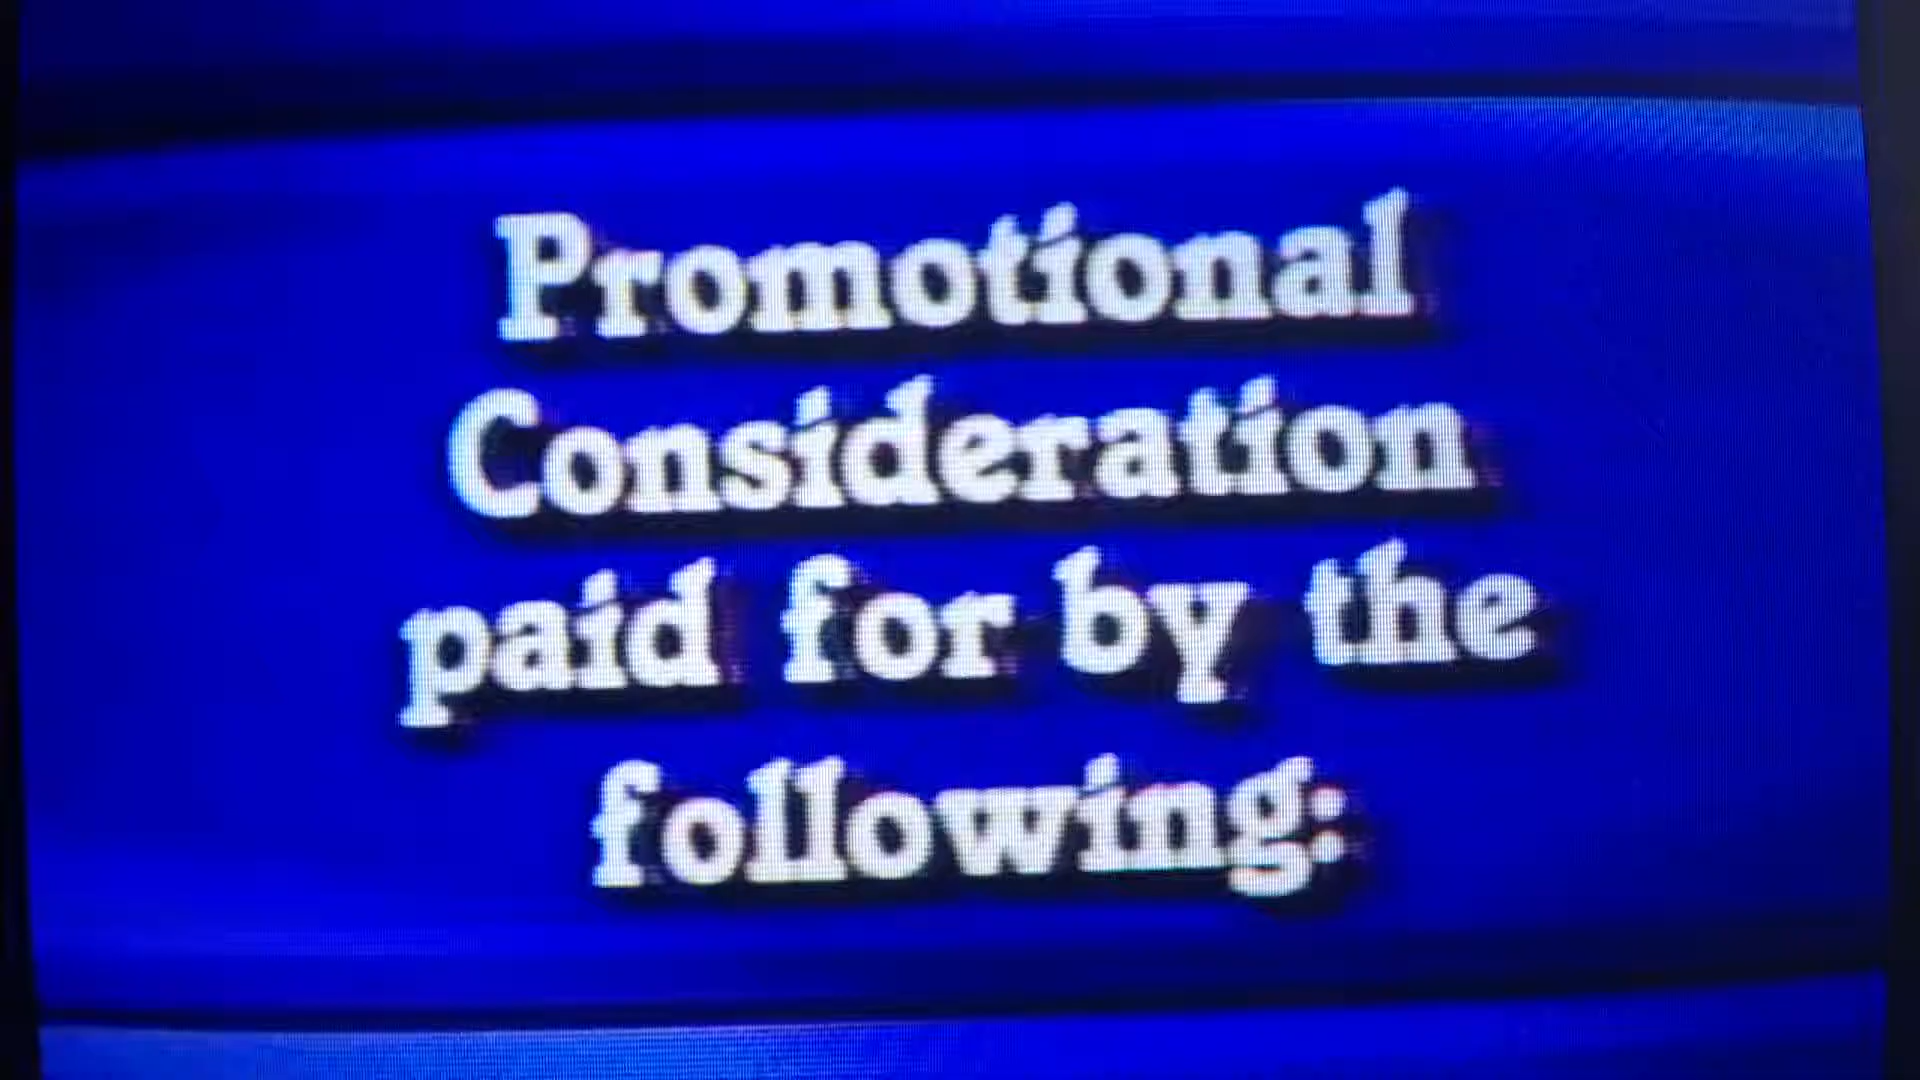 Promotional
Consideration
paid for by the
following: